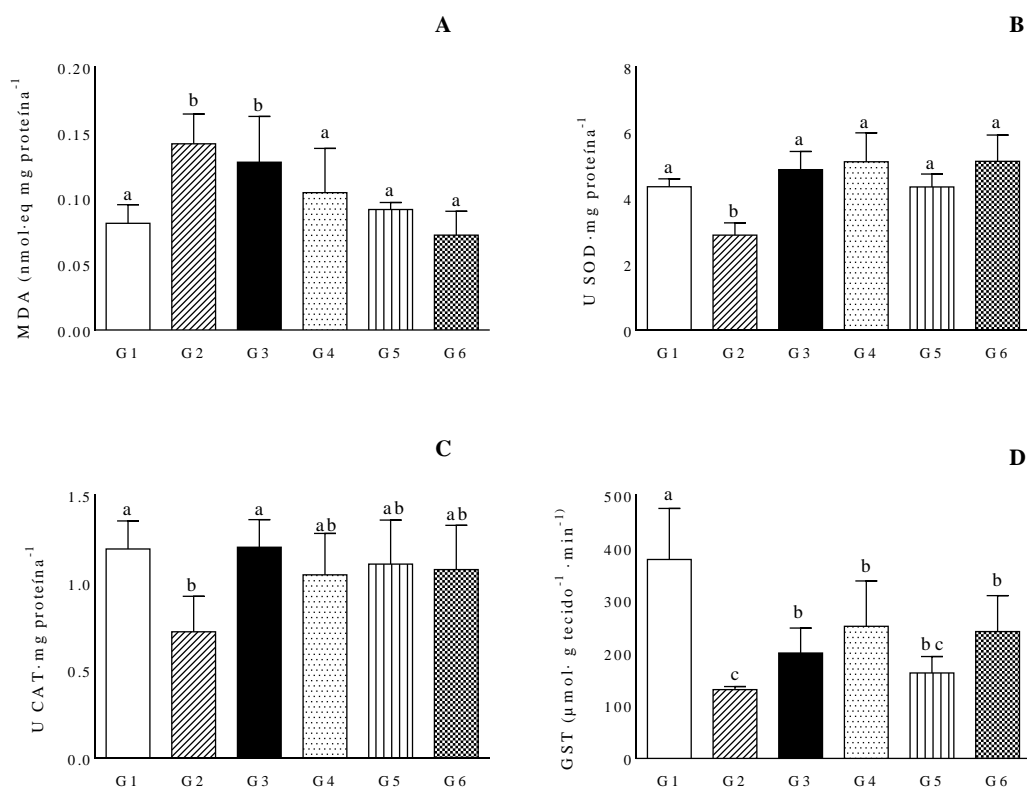 A
MDA (nmol·eq mg proteína-1
0.20
0.15
0.10
0.05
0.00
a
b
b
a
a
a
G1
G2
G3
G4
G5
G6
B
U SOD·mg proteína-1
8
6
4
2
0
a
b
a
a
a
a
G1
G2
G3
G4
G5
G6
C
U CAT·mg proteína-1
1.5
1.0
0.5
0.0
a
b
a
ab
ab
ab
G1
G2
G3
G4
G5
G6
D
GST (µmol· g tecido-1 ·min-1)
500
400
300
200
100
0
a
c
b
b
bc
b
G1
G2
G3
G4
G5
G6